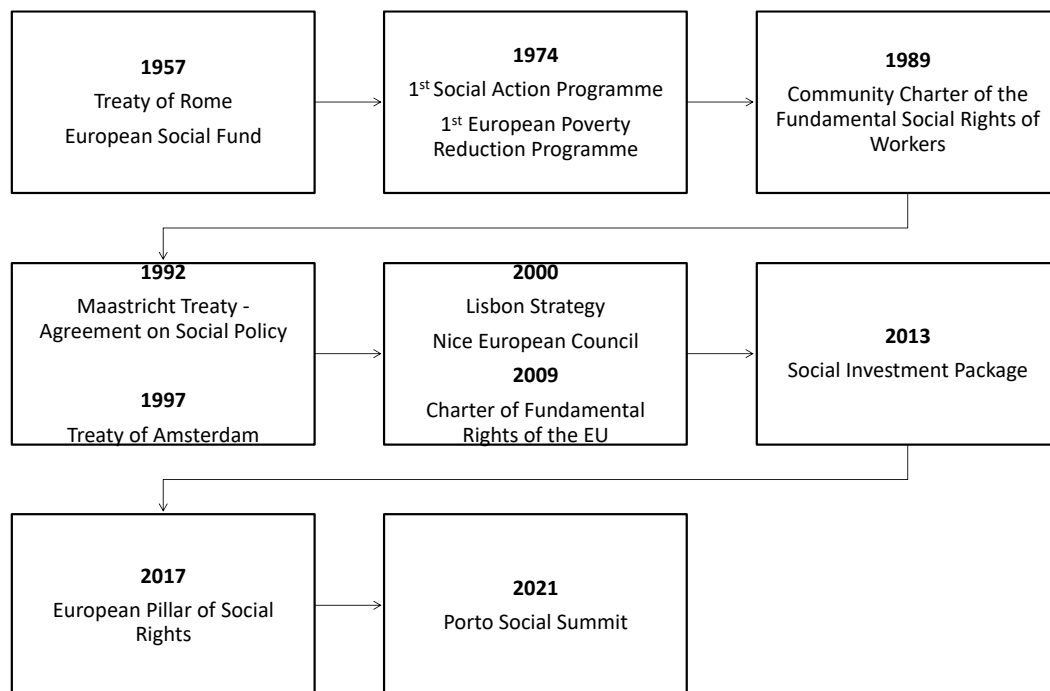 1957
Treaty of Rome
European Social Fund
1974
1st Social Action Programme
1st European Poverty
Reduction Programme
1989
Community Charter of the
Fundamental Social Rights of
Workers
1992
Maastricht Treaty -
Agreement on Social Policy
1997
Treaty of Amsterdam
2000
Lisbon Strategy
Nice European Council
2009
Charter of Fundamental
Rights of the EU
2013
Social Investment Package
2017
European Pillar of Social
Rights
2021
Porto Social Summit